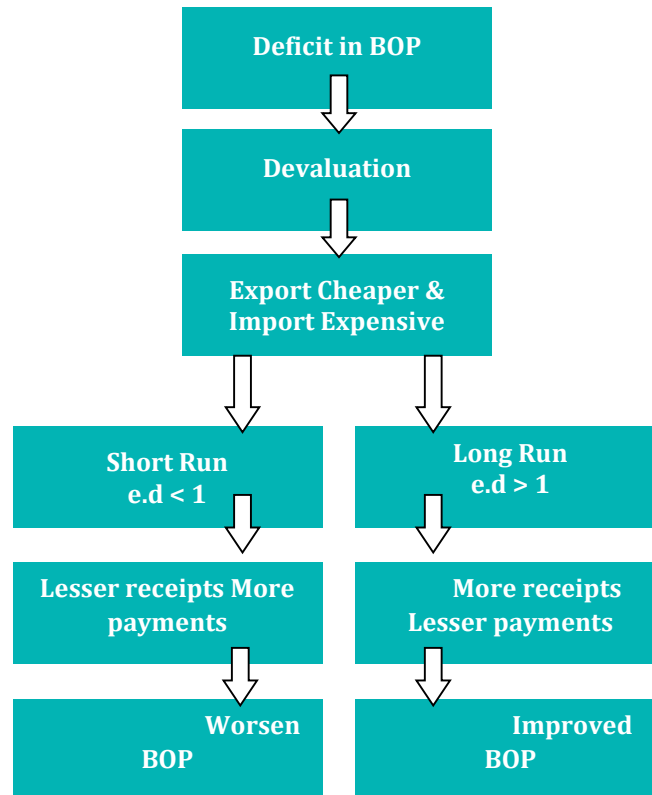 Deficit in BOP
Devaluation
Export Cheaper &
Import Expensive
Short Run
e.d < 1
Long Run
e.d > 1
Lesser receipts More
payments
More receipts
Lesser payments
Worsen
BOP
Improved
BOP